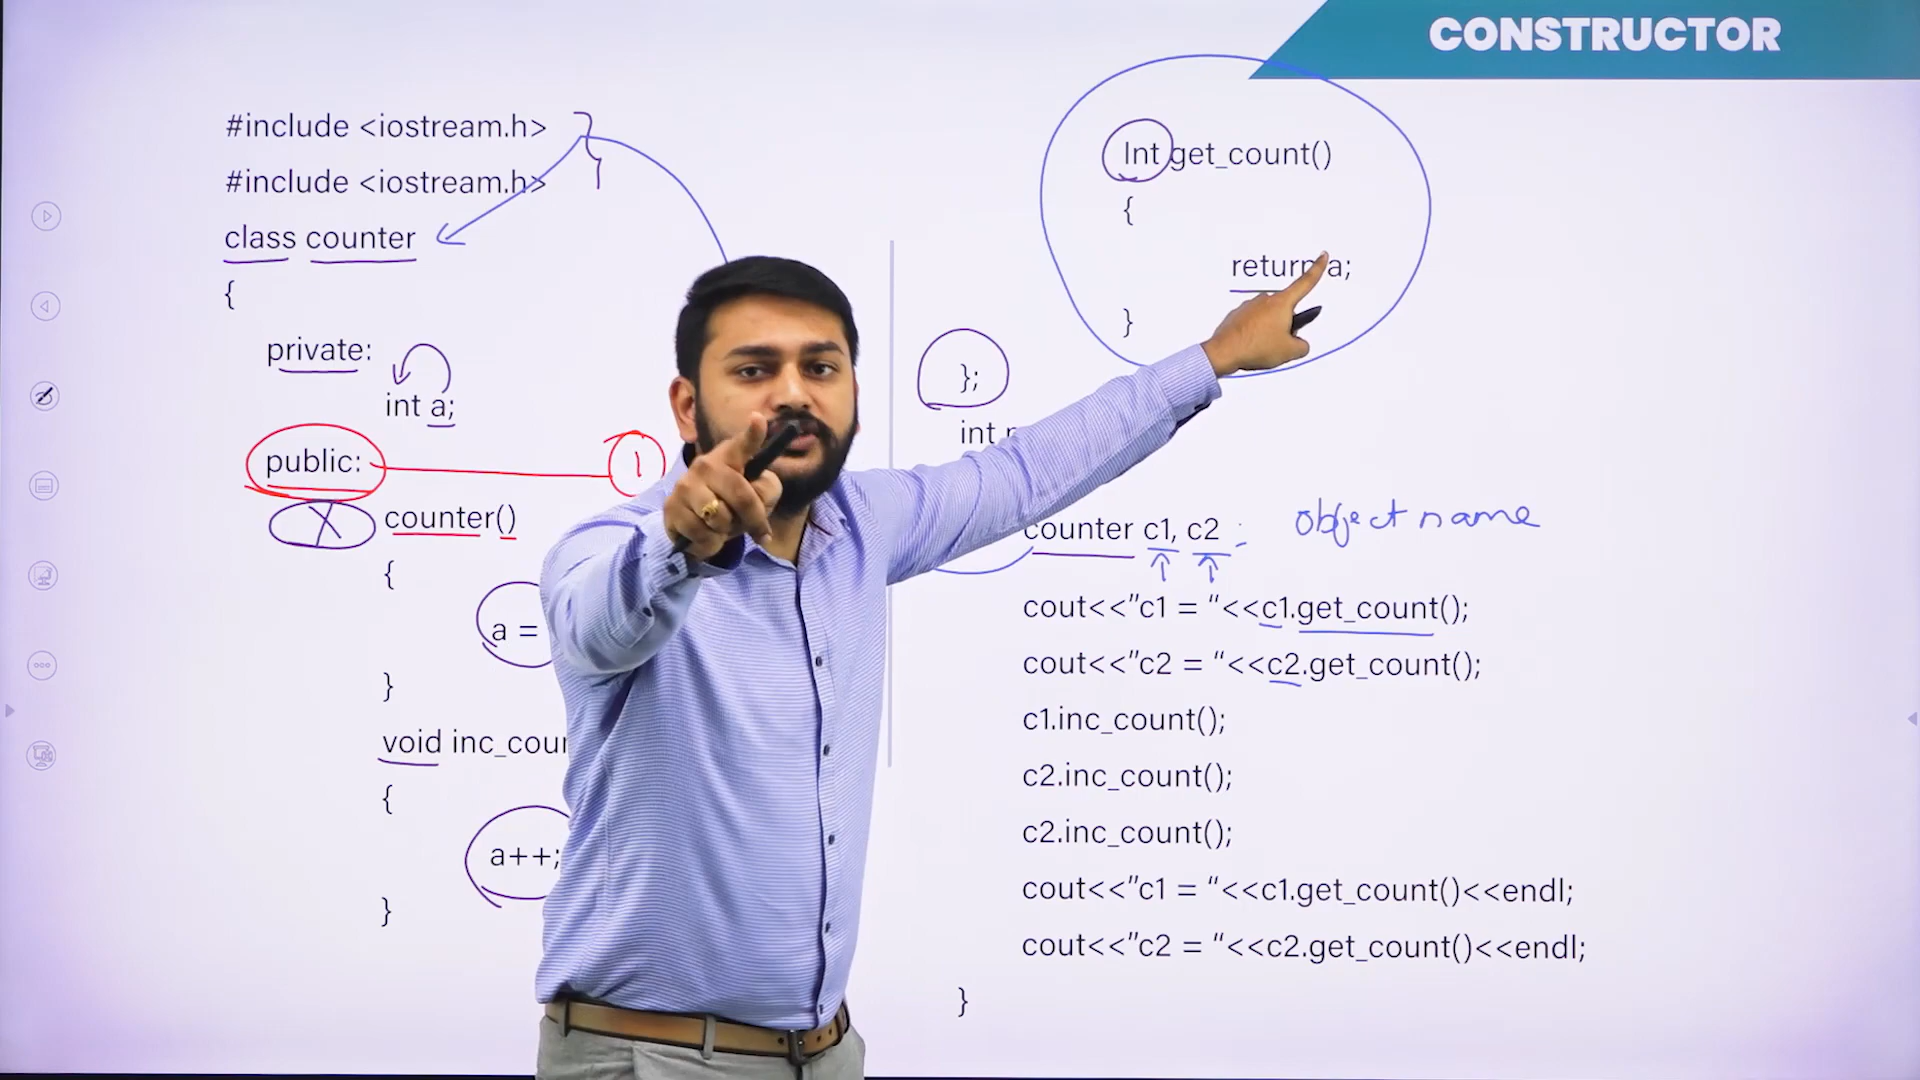 CONSTRUCTOR
#include <iostream.h>
#include <iostream.h>
class counter
{
private:
int a;
public:
1
X
counter()
{
a =
}
void
{
a++;
}
Int get_count()
{
return a;
}
};
int
counter c1, c2 :
object name
cout<<”c1 = “<<c1.get_count();
cout<<”c2 = “<<c2.get_count();
c1.inc_count();
c2.inc_count();
c2.inc_count();
cout<<”c1 = “<<c1.get_count()<<endl;
cout<<”c2 = “<<c2.get_count()<<endl;
}